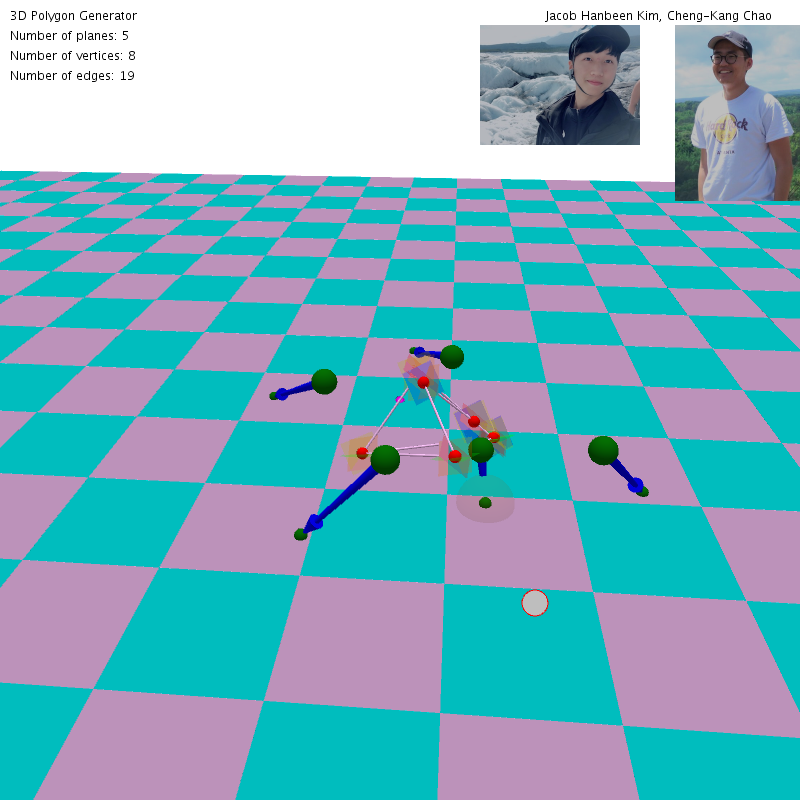 3D Polygon Generator
Jacob Hanbeen Kim, Cheng-Kang Chao
Number of planes: 5
Number of vertices: 8
Number of edges: 19